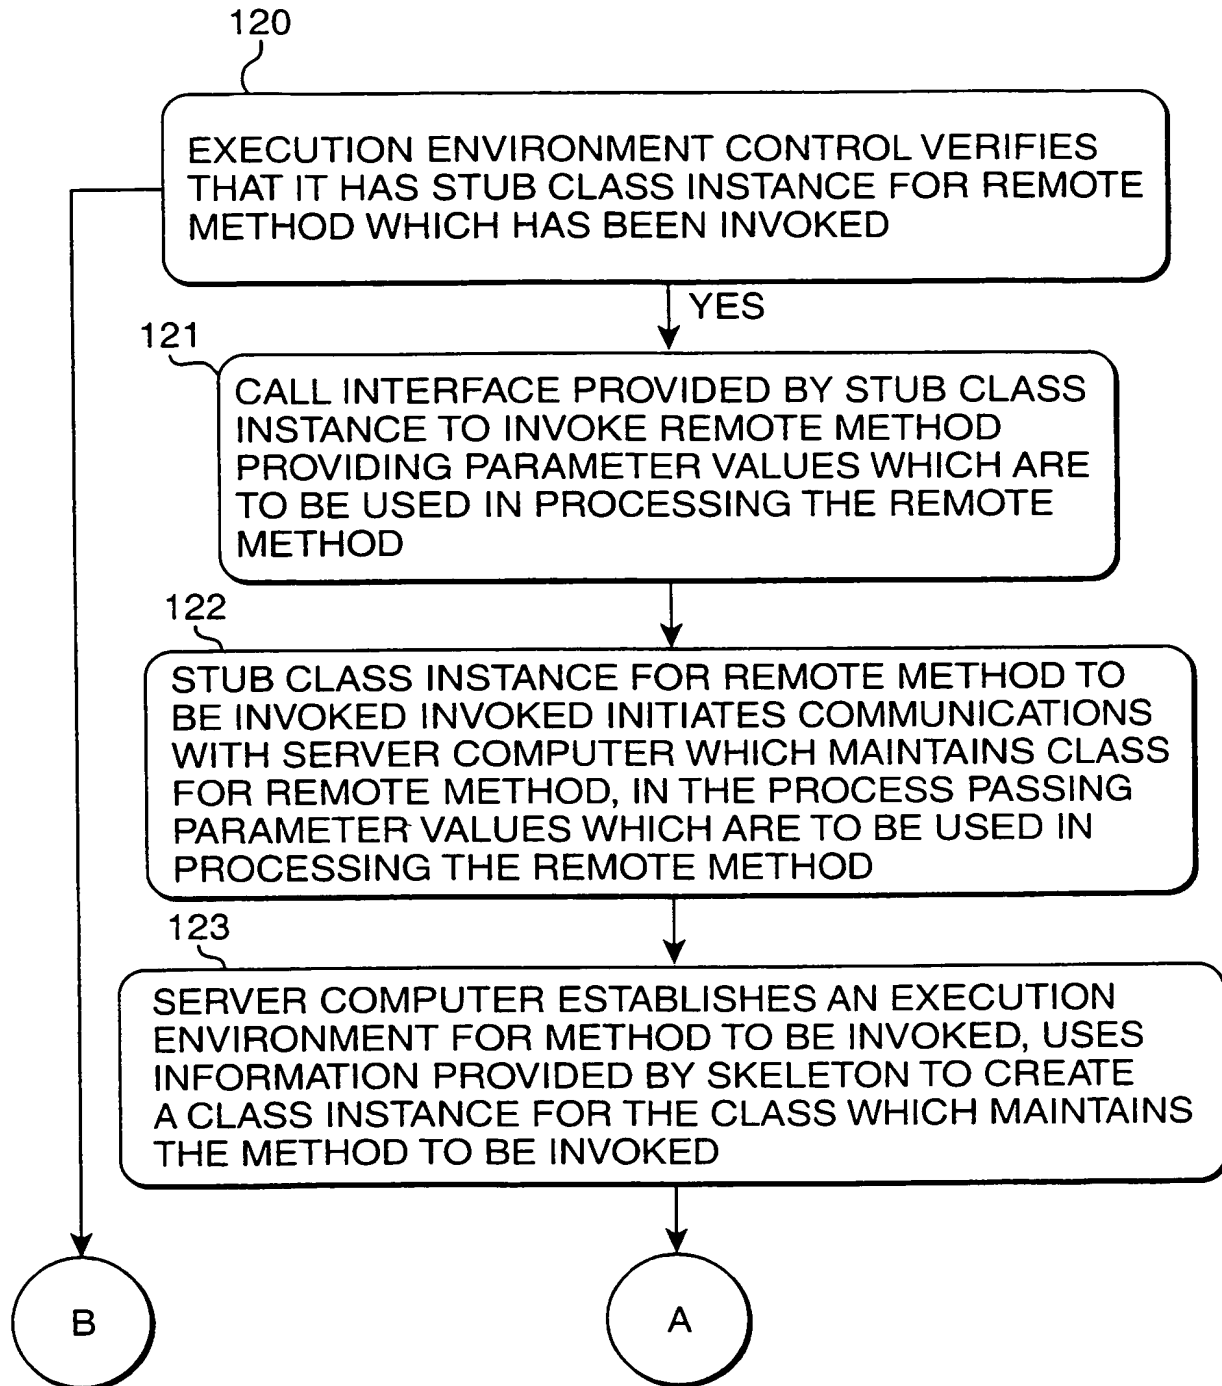 120
EXECUTION ENVIRONMENT CONTROL VERIFIES
THAT IT HAS STUB CLASS INSTANCE FOR REMOTE
METHOD WHICH HAS BEEN INVOKED
YES
121
CALL INTERFACE PROVIDED BY STUB CLASS
INSTANCE TO INVOKE REMOTE METHOD
PROVIDING PARAMETER VALUES WHICH ARE
TO BE USED IN PROCESSING THE REMOTE
METHOD
122
STUB CLASS INSTANCE FOR REMOTE METHOD TO
BE INVOKED INVOKED INITIATES COMMUNICATIONS
WITH SERVER COMPUTER WHICH MAINTAINS CLASS
FOR REMOTE METHOD, IN THE PROCESS PASSING
PARAMETER VALUES WHICH ARE TO BE USED IN
PROCESSING THE REMOTE METHOD
123
SERVER COMPUTER ESTABLISHES AN EXECUTION
ENVIRONMENT FOR METHOD TO BE INVOKED, USES
INFORMATION PROVIDED BY SKELETON TO CREATE
A CLASS INSTANCE FOR THE CLASS WHICH MAINTAINS
THE METHOD TO BE INVOKED
B
A